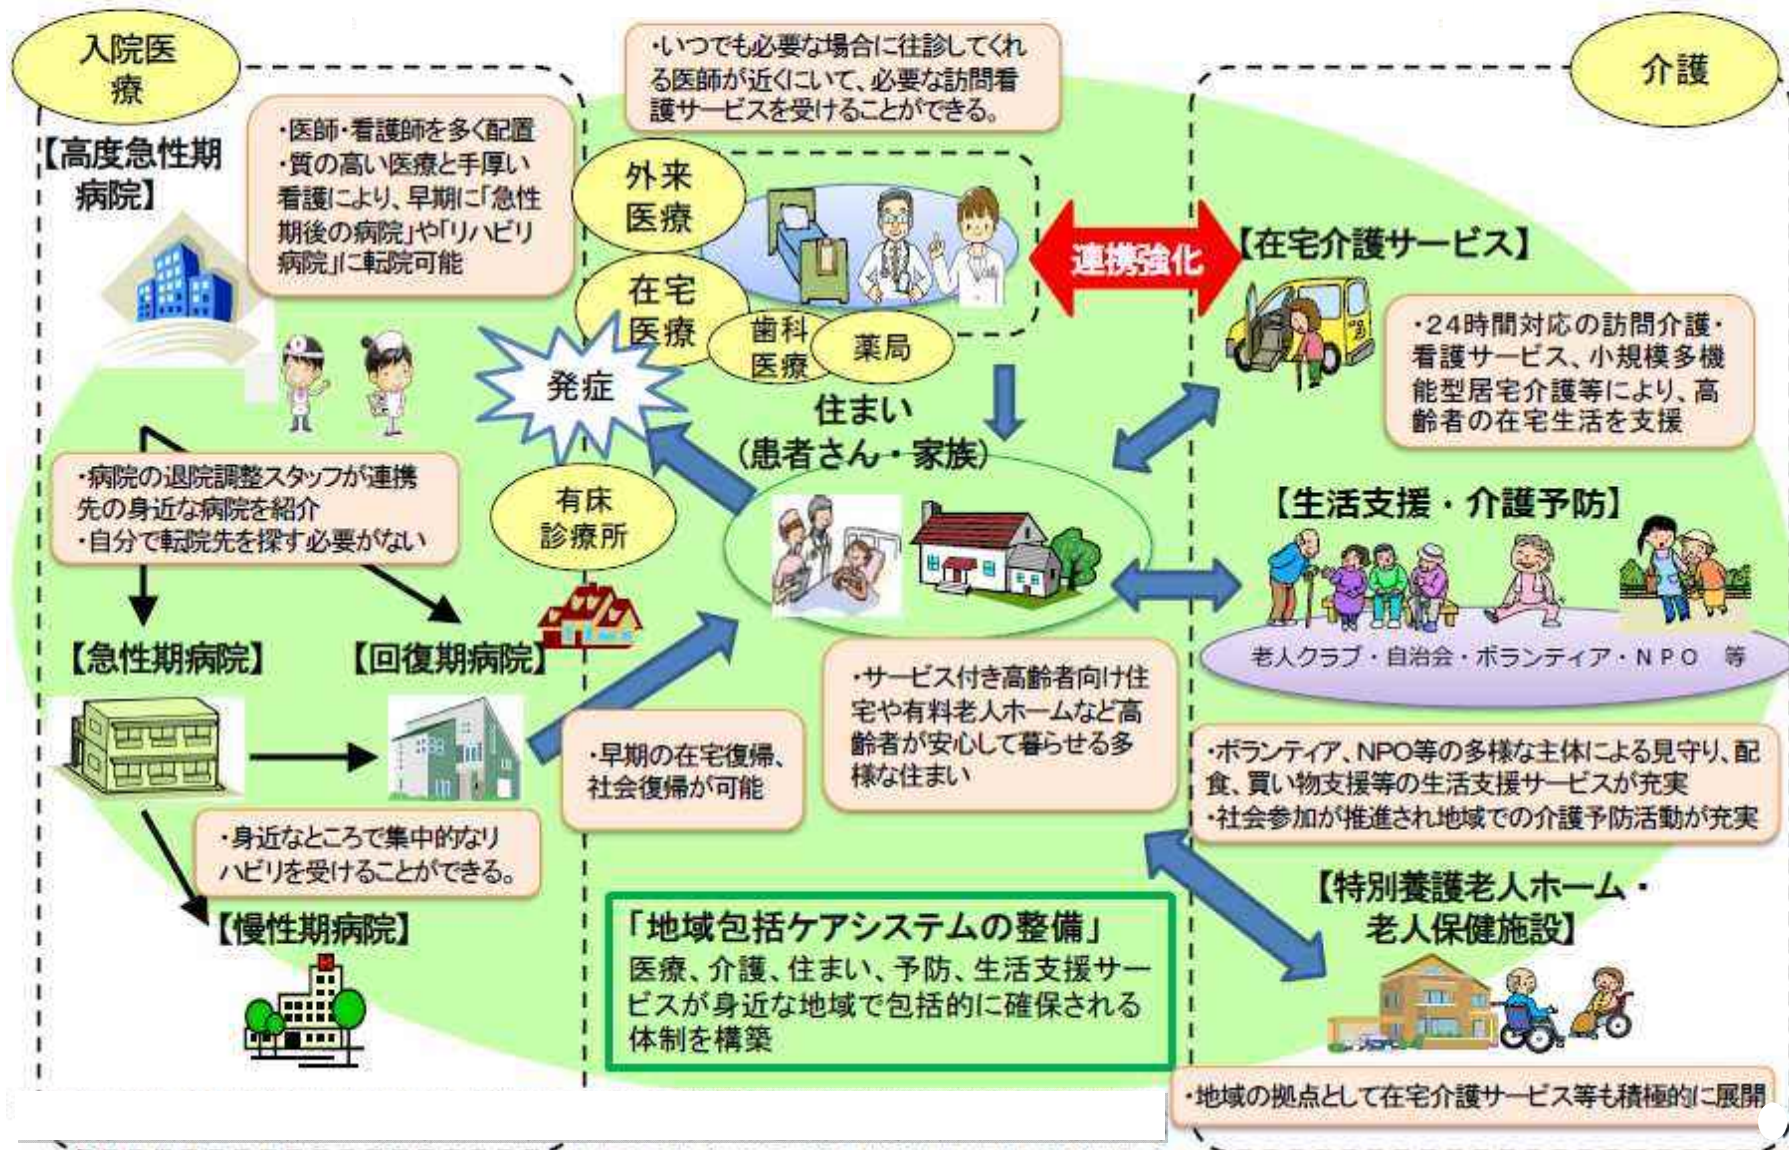 入院医
療
【高度急性期
病院】
・医師・看護師を多く配置
・質の高い医療と手厚い
看護により、早期に「急性
期後の病院」や「リハビリ
病院」に転院可能
・病院の退院調整スタッフが連携
先の身近な病院を紹介
・自分で転院先を探す必要がない
【急性期病院】
【回復期病院】
・身近なところで集中的なリ
ハビリを受けることができる。
【慢性期病院】
・いつでも必要な場合に往診してくれ
る医師が近くにいて、必要な訪問看
護サービスを受けることができる。
外来
医療
在宅
医療
歯科
医療
薬局
発症
有床
診療所
住まい
(患者さん・家族)
・早期の在宅復帰、
社会復帰が可能
・サービス付き高齢者向け住
宅や有料老人ホームなど高
齢者が安心して暮らせる多
様な住まい
「地域包括ケアシステムの整備」
医療、介護、住まい、予防、生活支援サー
ビスが身近な地域で包括的に確保される
体制を構築
連携強化
介護
【在宅介護サービス】
・24時間対応の訪問介護・
看護サービス、小規模多機
能型居宅介護等により、高
齢者の在宅生活を支援
【生活支援・介護予防】
老人クラブ・自治会・ボランティア・NPO 等
・ボランティア、NPO等の多様な主体による見守り、配
食、買い物支援等の生活支援サービスが充実
・社会参加が推進され地域での介護予防活動が充実
【特別養護老人ホーム・
老人保健施設】
・地域の拠点として在宅介護サービス等も積極的に展開